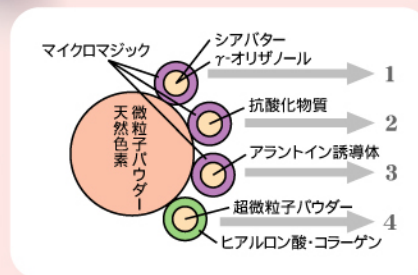 マイクロマジック
シアバター
γ-オリザノール
1
抗酸化物質
2
アラントイン誘導体
3
超微粒子パウダー
4
ヒアルロン酸・コラーゲン
微粒子パウダー
天然色素